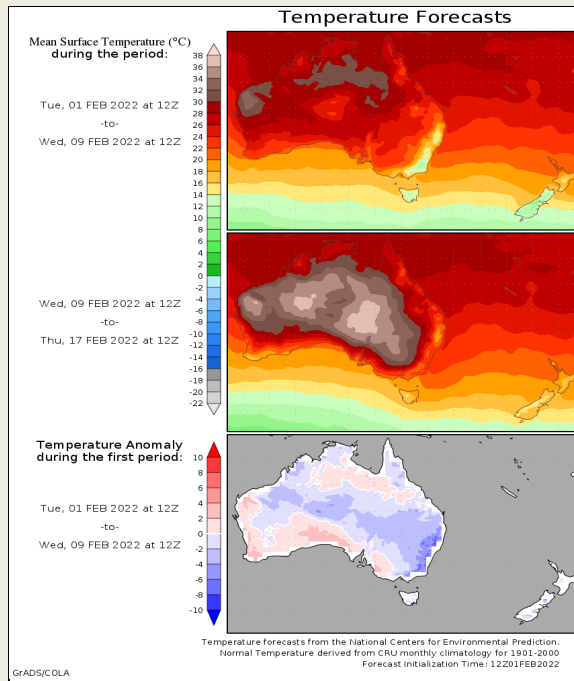 Temperature Forecasts
Mean Surface Temperature (°C)
during the period:
Tue, 01 FEB 2022 at 12Z
-to-
Wed, 09 FEB 2022 at 12Z
38
36
34
32
30
28
26
24
22
20
18
16
14
12
10
8
6
4
2
0
-2
-4
-6
-8
-10
-12
-14
-16
-18
-20
-22
Wed, 09 FEB 2022 at 12Z
-to-
Thu, 17 FEB 2022 at 12Z
Temperature Anomaly
during the first period:
Tue, 01 FEB 2022 at 12Z
-to-
Wed, 09 FEB 2022 at 12Z
10
8
6
4
2
0
-2
-4
-6
-8
-10
Temperature forecasts from the National Centers for Environmental Prediction.
Normal Temperature derived from CRU monthly climatology for 1901-2000
Forecast Initialization Time: 12Z01FEB2022
GrADS/COLA